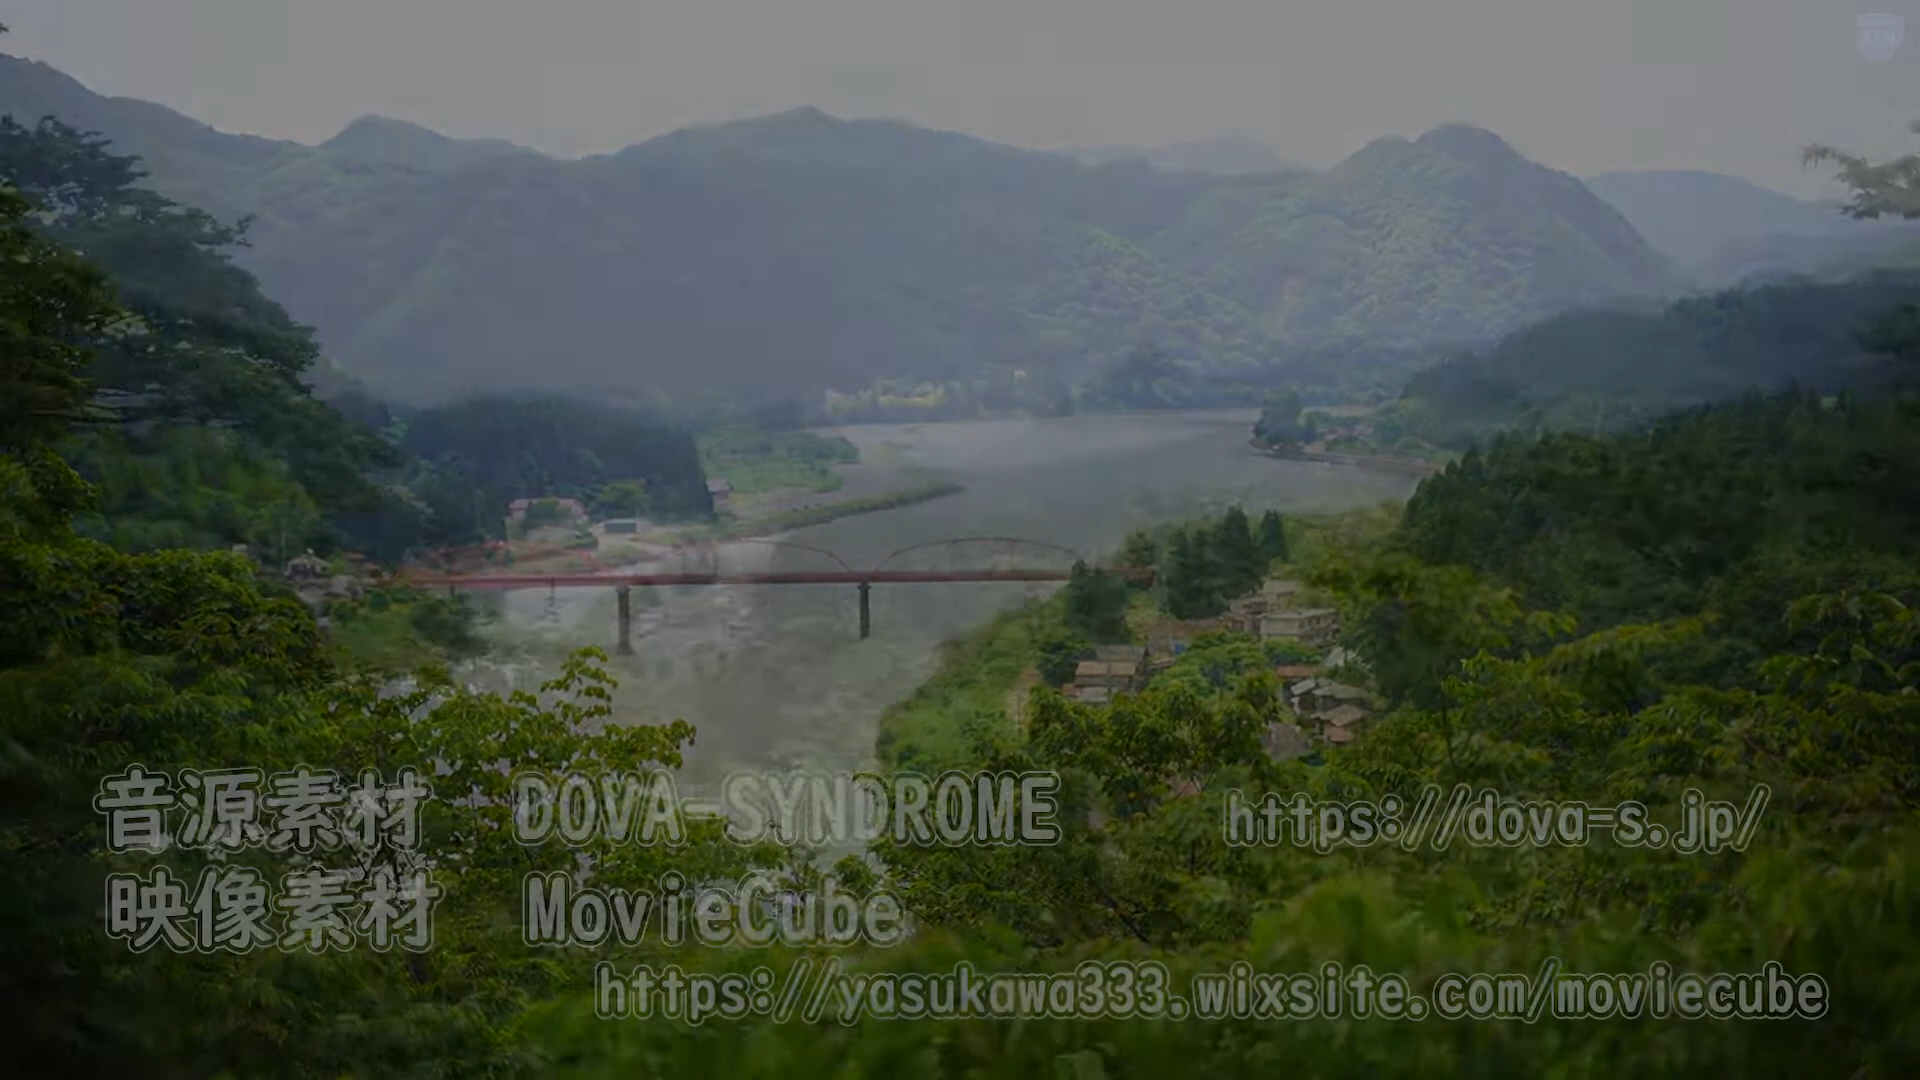 音源素材 DOVA-SYNDROME https://dova-s.jp/
映像素材 MovieCube
https://yasukawa333.wixsite.com/moviecube